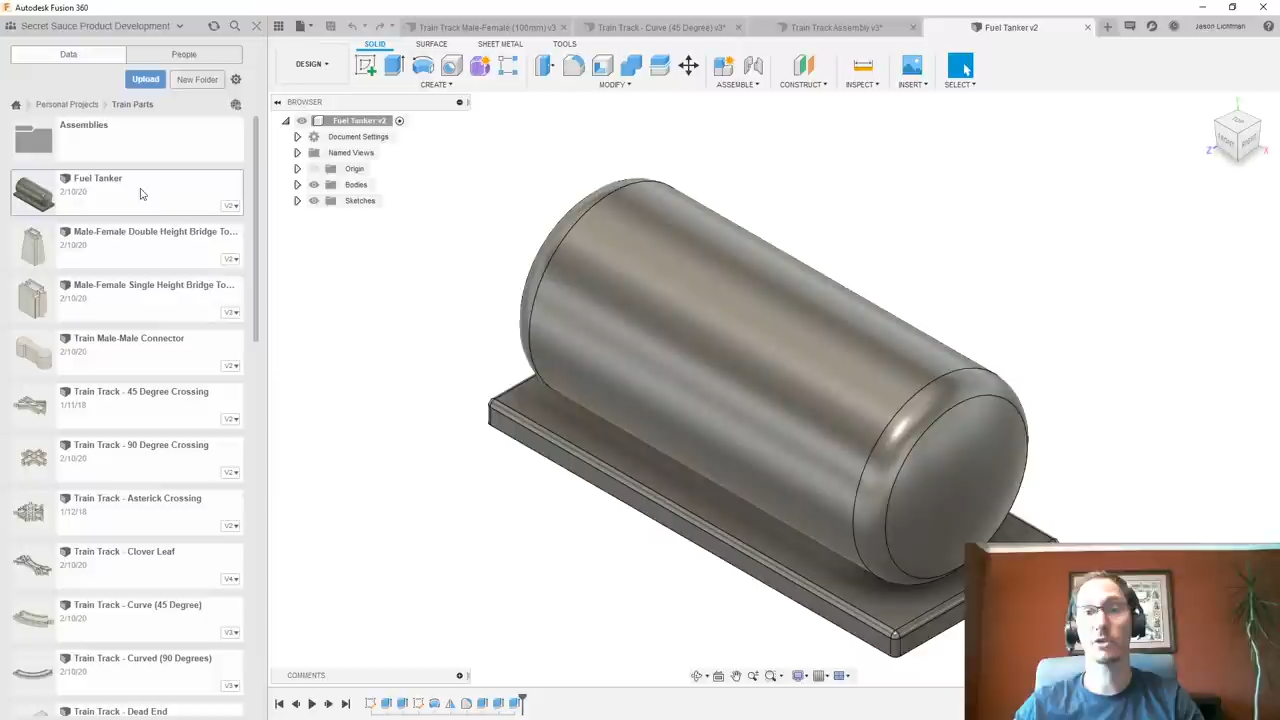 Autodesk Fusion 360
Secret Sauce Product Development
Train Track Male-Female (100mm) v3
Train Track - Curve (45 Degree) v3*
Train Track Assembly v3*
Fuel Tanker v2
Jason Lichtman
Data
People
SOLID
SURFACE
SHEET METAL
TOOLS
DESIGN
Upload
New Folder
CREATE
MODIFY
ASSEMBLE
CONSTRUCT
INSPECT
INSERT
SELECT
Personal Projects
Train Parts
BROWSER
Fuel Tanker v2
Document Settings
Named Views
Origin
Bodies
Sketches
TOP
FRONT
RIGHT
Y
Z
X
Assemblies
Fuel Tanker
2/10/20
V2
Male-Female Double Height Bridge To...
2/10/20
V2
Male-Female Single Height Bridge To...
2/10/20
V3
Train Male-Male Connector
2/10/20
V2
Train Track - 45 Degree Crossing
1/11/18
V2
Train Track - 90 Degree Crossing
2/10/20
V2
Train Track - Asterick Crossing
1/12/18
V2
Train Track - Clover Leaf
2/10/20
V4
Train Track - Curve (45 Degree)
2/10/20
V3
Train Track - Curved (90 Degrees)
2/10/20
V3
Train Track - Dead End
COMMENTS